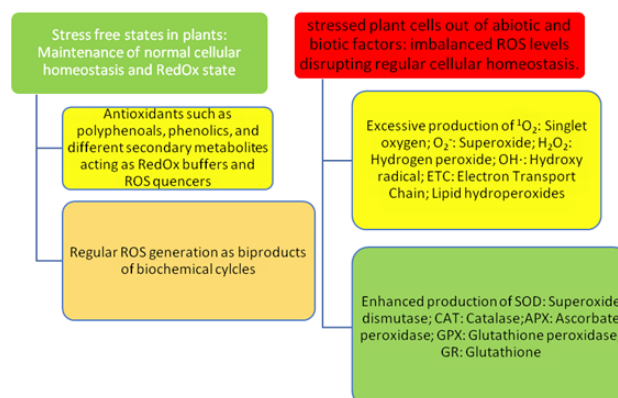 Stress free states in plants:
Maintenance of normal cellular
homeostasis and RedOx state
Antioxidants such as
polyphenoals, phenolics, and
different secondary metabolites
acting as RedOx buffers and
ROS quencers
Regular ROS generation as biproducts
of biochemical cylcles
stressed plant cells out of abiotic and
biotic factors: imbalanced ROS levels
disrupting regular cellular homeostasis.
Excessive production of ¹O₂: Singlet
oxygen; O₂⁻: Superoxide; H₂O₂:
Hydrogen peroxide; OH·: Hydroxy
radical; ETC: Electron Transport
Chain; Lipid hydroperoxides
Enhanced production of SOD: Superoxide
dismutase; CAT: Catalase;APX: Ascorbate
peroxidase; GPX: Glutathione peroxidase
GR: Glutathione